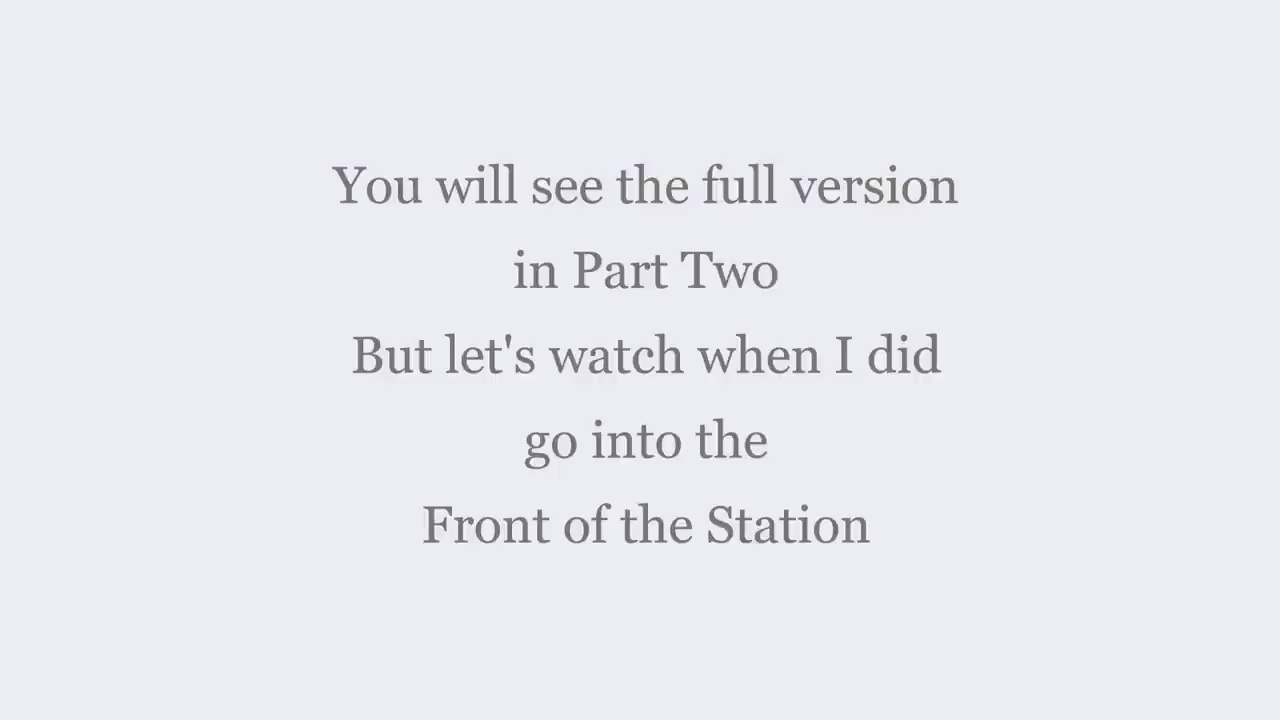 You will see the full version
in Part Two
But let's watch when I did
go into the
Front of the Station